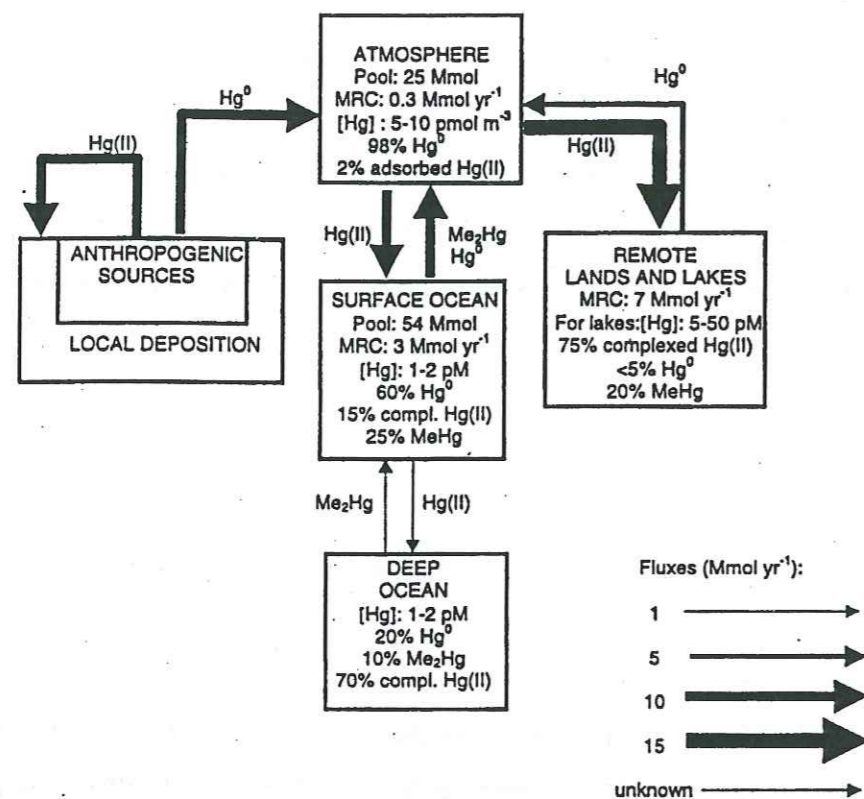 ATMOSPHERE
Pool: 25 Mmol
MRC: 0.3 Mmol yr⁻¹
[Hg] : 5-10 pmol m⁻³
98% Hg⁰
2% adsorbed Hg(II)
Hg⁰
Hg⁰
Hg(II)
Hg(II)
Hg(II)
Me₂Hg
Hg⁰
ANTHROPOGENIC
SOURCES
LOCAL DEPOSITION
SURFACE OCEAN
Pool: 54 Mmol
MRC: 3 Mmol yr⁻¹
[Hg]: 1-2 pM
60% Hg⁰
15% compl. Hg(II)
25% MeHg
REMOTE
LANDS AND LAKES
MRC: 7 Mmol yr⁻¹
For lakes:[Hg]: 5-50 pM
75% complexed Hg(II)
<5% Hg⁰
20% MeHg
Me₂Hg
Hg(II)
DEEP
OCEAN
[Hg]: 1-2 pM
20% Hg⁰
10% Me₂Hg
70% compl. Hg(II)
Fluxes (Mmol yr⁻¹):
1
5
10
15
unknown